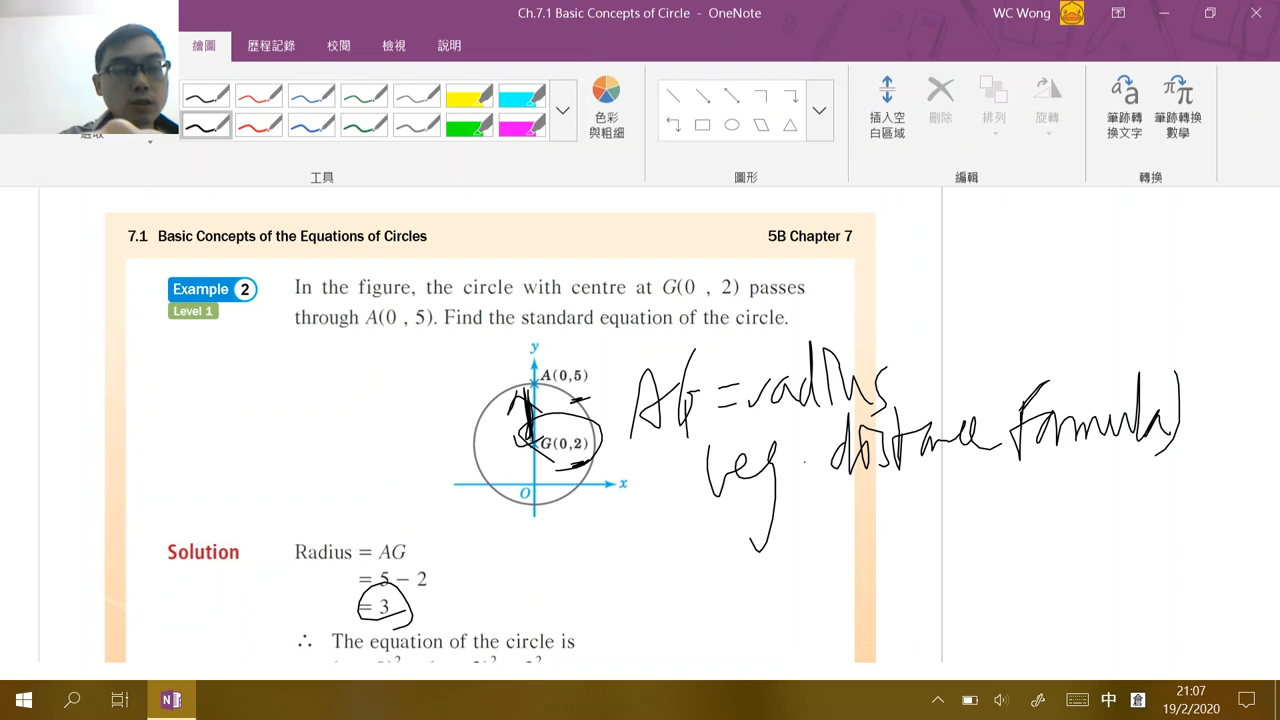 Ch.7.1 Basic Concepts of Circle - OneNote
WC Wong
繪圖 歷程記錄 校閱 檢視 說明
色彩
與粗細
插入空
白區域
刪除
排列
旋轉
筆跡轉
換文字
筆跡轉換
數學
工具
圖形
編輯
轉換
7.1 Basic Concepts of the Equations of Circles
5B Chapter 7
Example 2
Level 1
In the figure, the circle with centre at G(0 , 2) passes
through A(0 , 5). Find the standard equation of the circle.
y
A(0,5)
G(0,2)
O
x
AG = radius
(eg. distance formula)
Solution
Radius = AG
= 5 − 2
= 3
∴ The equation of the circle is
中
倉
21:07
19/2/2020